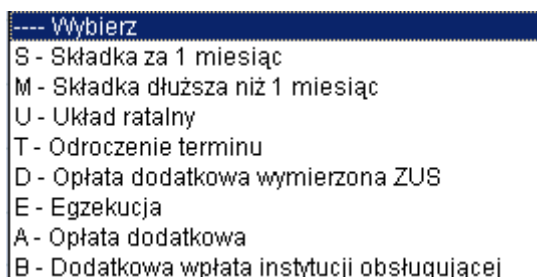 ---- Wybierz
S - Składka za 1 miesiąc
M - Składka dłuższa niż 1 miesiąc
U - Układ ratalny
T - Odroczenie terminu
D - Opłata dodatkowa wymierzona ZUS
E - Egzekucja
A - Opłata dodatkowa
B - Dodatkowa wpłata instytucji obsługującej